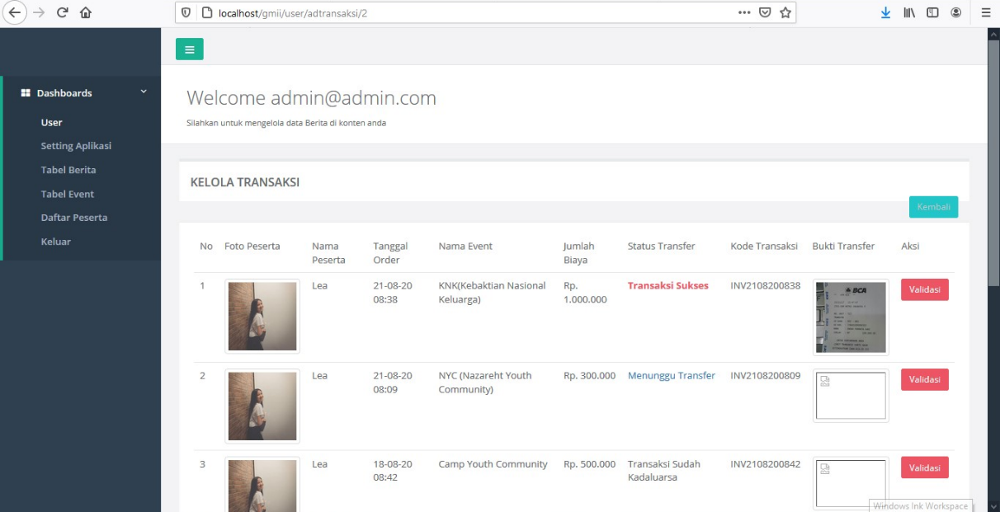 localhost/gmii/user/adtransaksi/2
Dashboards
User
Setting Aplikasi
Tabel Berita
Tabel Event
Daftar Peserta
Keluar
Welcome admin@admin.com
Silahkan untuk mengelola data Berita di konten anda
KELOLA TRANSAKSI
Kembali
No Foto Peserta Nama Peserta Tanggal Order Nama Event Jumlah Biaya Status Transfer Kode Transaksi Bukti Transfer Aksi
1 Lea 21-08-20 08:38 KNK(Kebaktian Nasional Keluarga) Rp. 1.000.000 Transaksi Sukses INV2108200838 BCA Validasi
2 Lea 21-08-20 08:09 NYC (Nazareht Youth Community) Rp. 300.000 Menunggu Transfer INV2108200809 Validasi
3 Lea 18-08-20 08:42 Camp Youth Community Rp. 500.000 Transaksi Sudah Kadaluarsa INV2108200842 Validasi
Windows Ink Workspace